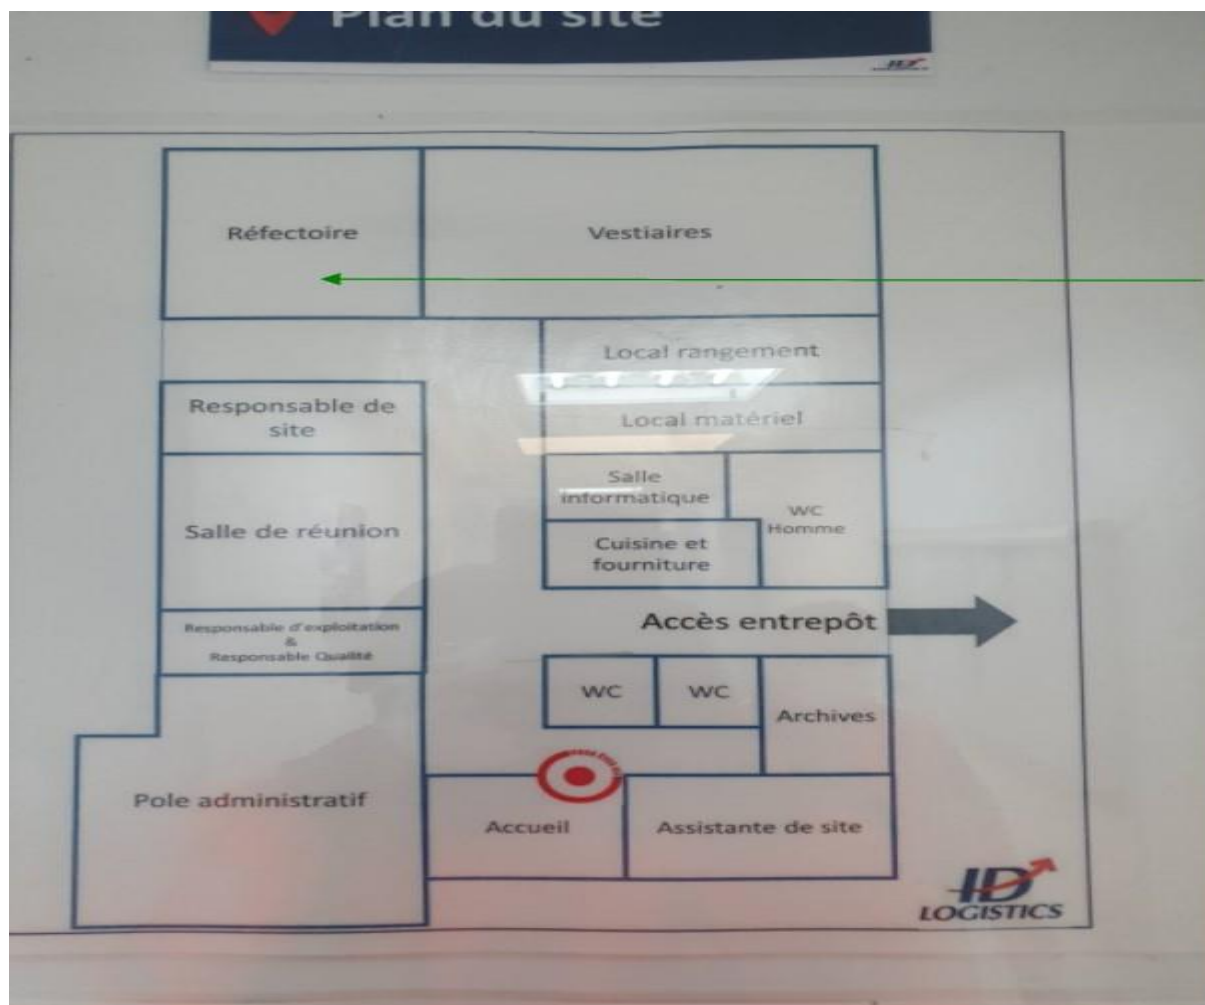 Plan du site
ID
Réfectoire
Vestiaires
Local rangement
Responsable de
site
Local matériel
Salle
informatique
WC
Homme
Salle de réunion
Cuisine et
fourniture
Responsable d'exploitation
&
Responsable Qualité
Accès entrepôt
WC
WC
Archives
Pole administratif
Accueil
Assistante de site
ID
LOGISTICS